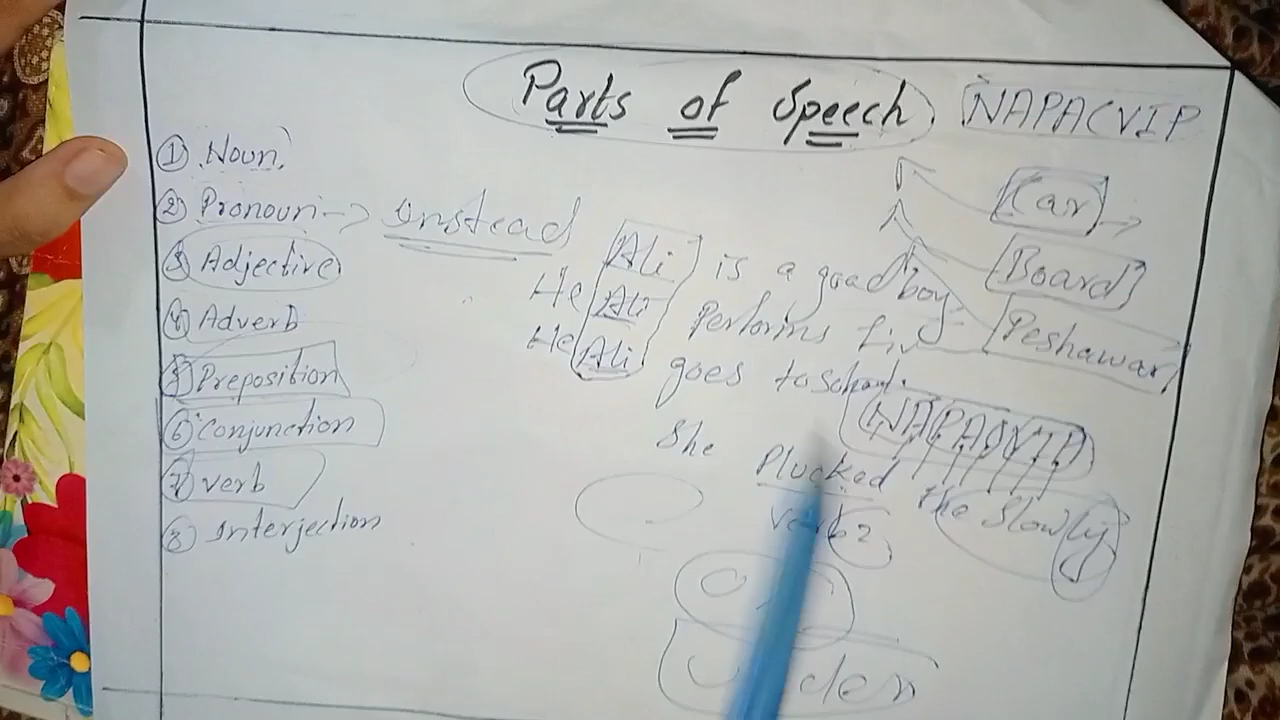 Parts of Speech NAPACVIP
① Noun
② Pronoun → instead
③ Adjective
④ Adverb
⑤ Preposition
⑥ Conjunction
⑦ verb
⑧ Interjection
Car →
Board
Peshawar
Ali is a good boy
He Ali Performs
He Ali goes to school.
NAPACVIP
She Plucked the Slowly